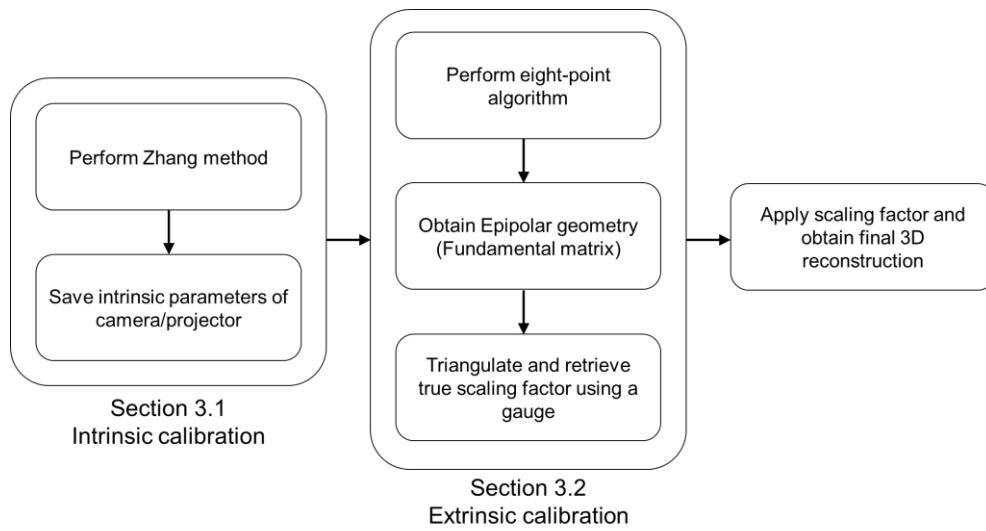 Perform Zhang method
Save intrinsic parameters of
camera/projector
Section 3.1
Intrinsic calibration
Perform eight-point
algorithm
Obtain Epipolar geometry
(Fundamental matrix)
Triangulate and retrieve
true scaling factor using a
gauge
Section 3.2
Extrinsic calibration
Apply scaling factor and
obtain final 3D
reconstruction